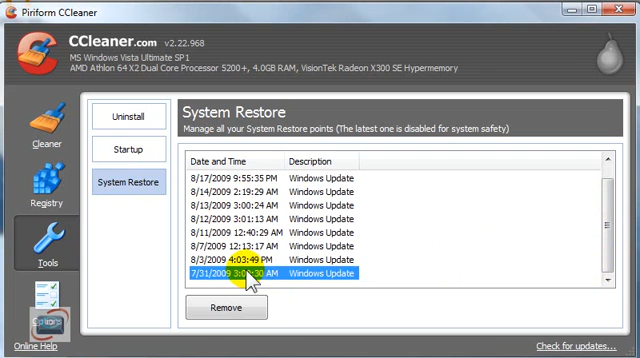 Piriform CCleaner
CCleaner.com v2.22.968
MS Windows Vista Ultimate SP1
AMD Athlon 64 X2 Dual Core Processor 5200+, 4.0GB RAM, VisionTek Radeon X300 SE Hypermemory
Cleaner
Registry
Tools
Options
Online Help
Uninstall
Startup
System Restore
System Restore
Manage all your System Restore points (The latest one is disabled for system safety)
Date and Time Description
8/17/2009 9:55:35 PM Windows Update
8/14/2009 2:19:29 AM Windows Update
8/13/2009 3:00:24 AM Windows Update
8/12/2009 3:01:13 AM Windows Update
8/11/2009 12:40:29 AM Windows Update
8/7/2009 12:13:17 AM Windows Update
8/3/2009 4:03:49 PM Windows Update
7/31/2009 AM Windows Update
Remove
Check for updates...